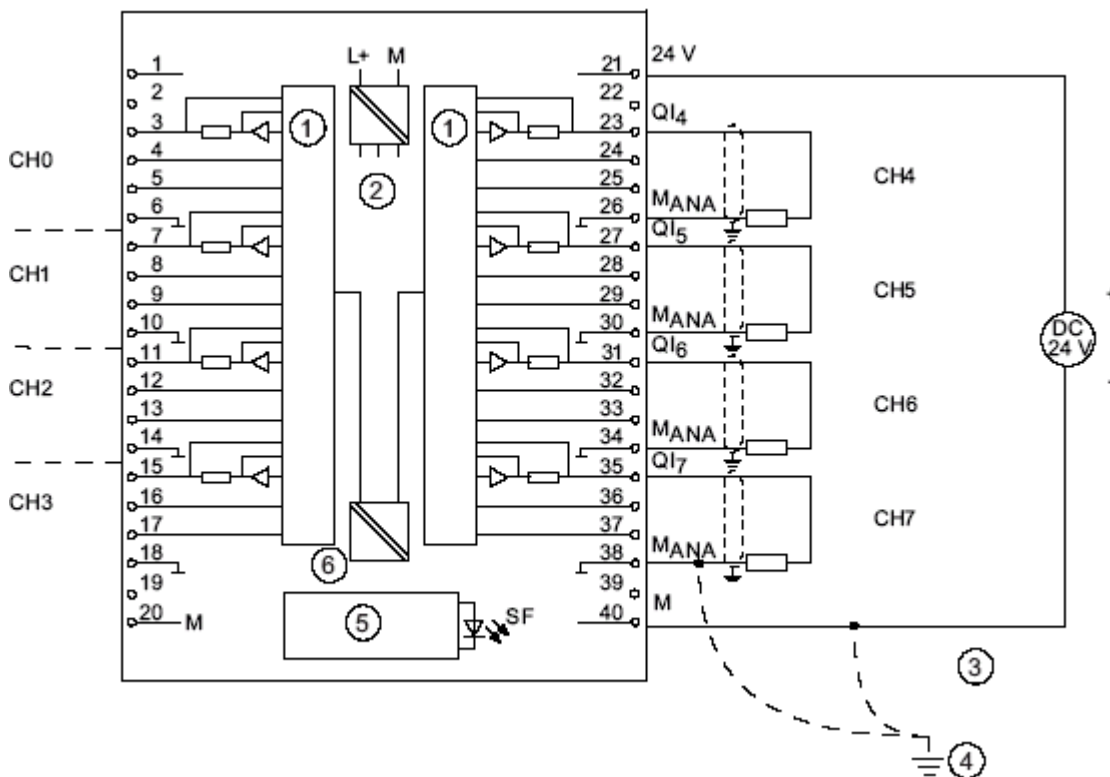 L+ M
24 V
1
21
2
22
QI4
3
1
1
23
CH0
4
24
CH4
5
2
25
6
26
MANA
QI5
7
27
CH1
8
28
CH5
9
29
10
30
MANA
QI6
11
31
DC
24 V
CH2
12
32
CH6
13
33
14
34
MANA
QI7
15
35
CH3
16
36
CH7
17
37
18
6
38
MANA
19
39
M
20
M
5
SF
40
3
4